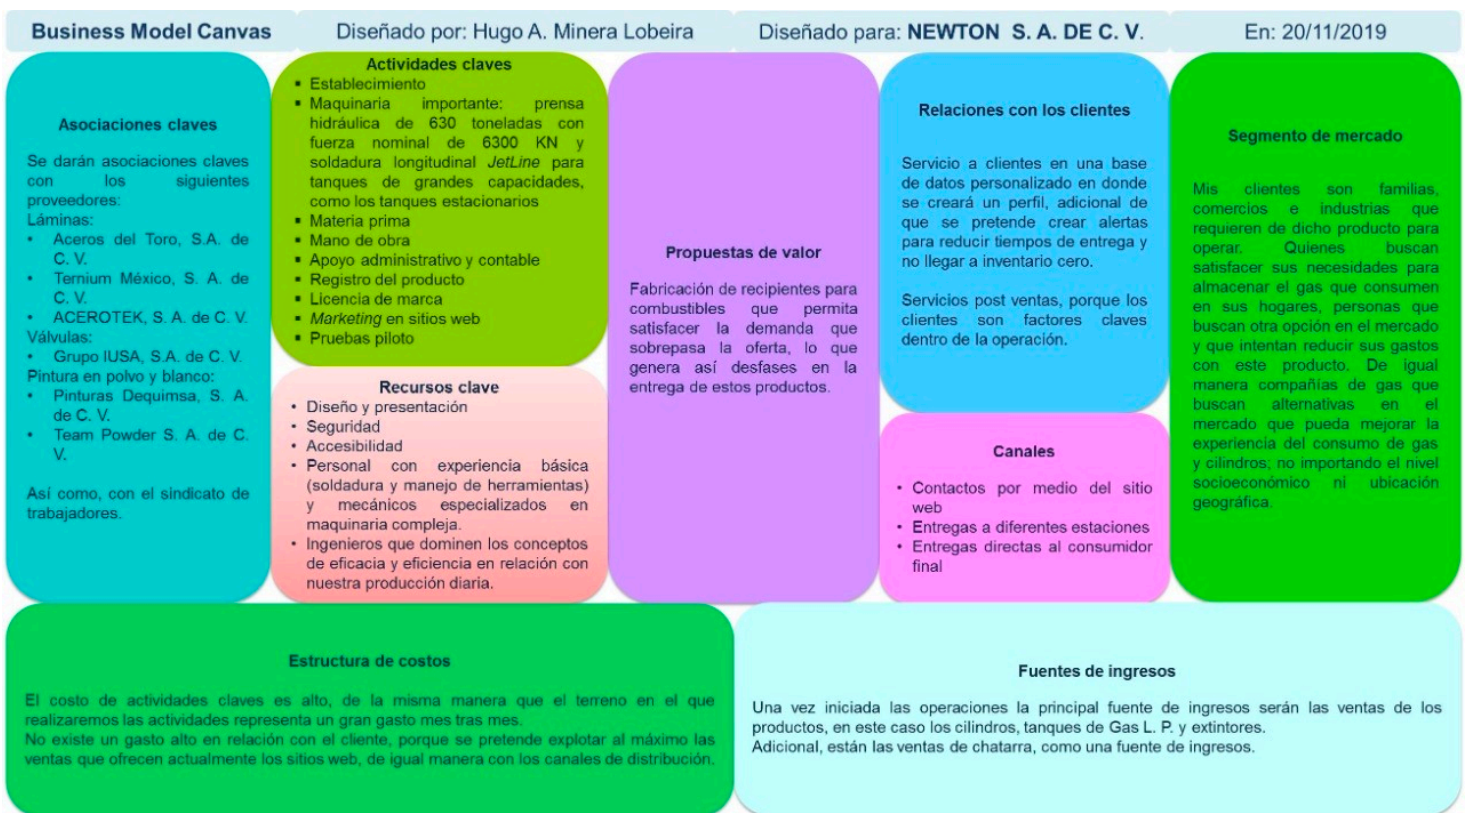 Business Model Canvas
Diseñado por: Hugo A. Minera Lobeira
Diseñado para: NEWTON S. A. DE C. V.
En: 20/11/2019
Asociaciones claves
Se darán asociaciones claves
con los siguientes
proveedores:
Láminas:
• Aceros del Toro, S.A. de
C. V.
• Ternium México, S. A. de
C. V.
• ACEROTEK, S. A. de C. V.
Válvulas:
• Grupo IUSA, S.A. de C. V.
Pintura en polvo y blanco:
• Pinturas Dequimsa, S. A.
de C. V.
• Team Powder S. A. de C.
V.
Así como, con el sindicato de
trabajadores.
Actividades claves
▪ Establecimiento
▪ Maquinaria importante: prensa
hidráulica de 630 toneladas con
fuerza nominal de 6300 KN y
soldadura longitudinal JetLine para
tanques de grandes capacidades,
como los tanques estacionarios
▪ Materia prima
▪ Mano de obra
▪ Apoyo administrativo y contable
▪ Registro del producto
▪ Licencia de marca
▪ Marketing en sitios web
▪ Pruebas piloto
Recursos clave
• Diseño y presentación
• Seguridad
• Accesibilidad
• Personal con experiencia básica
(soldadura y manejo de herramientas)
y mecánicos especializados en
maquinaria compleja.
• Ingenieros que dominen los conceptos
de eficacia y eficiencia en relación con
nuestra producción diaria.
Propuestas de valor
Fabricación de recipientes para
combustibles que permita
satisfacer la demanda que
sobrepasa la oferta, lo que
genera así desfases en la
entrega de estos productos.
Relaciones con los clientes
Servicio a clientes en una base
de datos personalizado en donde
se creará un perfil, adicional de
que se pretende crear alertas
para reducir tiempos de entrega y
no llegar a inventario cero.
Servicios post ventas, porque los
clientes son factores claves
dentro de la operación.
Canales
• Contactos por medio del sitio
web
• Entregas a diferentes estaciones
• Entregas directas al consumidor
final
Segmento de mercado
Mis clientes son familias,
comercios e industrias que
requieren de dicho producto para
operar. Quienes buscan
satisfacer sus necesidades para
almacenar el gas que consumen
en sus hogares, personas que
buscan otra opción en el mercado
y que intentan reducir sus gastos
con este producto. De igual
manera compañías de gas que
buscan alternativas en el
mercado que pueda mejorar la
experiencia del consumo de gas
y cilindros; no importando el nivel
socioeconómico ni ubicación
geográfica.
Estructura de costos
El costo de actividades claves es alto, de la misma manera que el terreno en el que
realizaremos las actividades representa un gran gasto mes tras mes.
No existe un gasto alto en relación con el cliente, porque se pretende explotar al máximo las
ventas que ofrecen actualmente los sitios web, de igual manera con los canales de distribución.
Fuentes de ingresos
Una vez iniciada las operaciones la principal fuente de ingresos serán las ventas de los
productos, en este caso los cilindros, tanques de Gas L. P. y extintores.
Adicional, están las ventas de chatarra, como una fuente de ingresos.